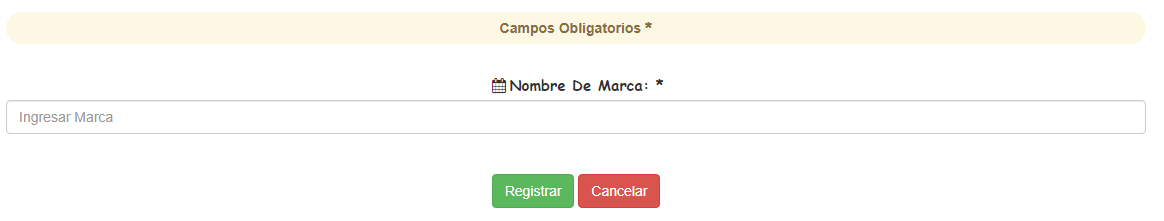 Campos Obligatorios *
Nombre De Marca: *
Ingresar Marca
Registrar Cancelar